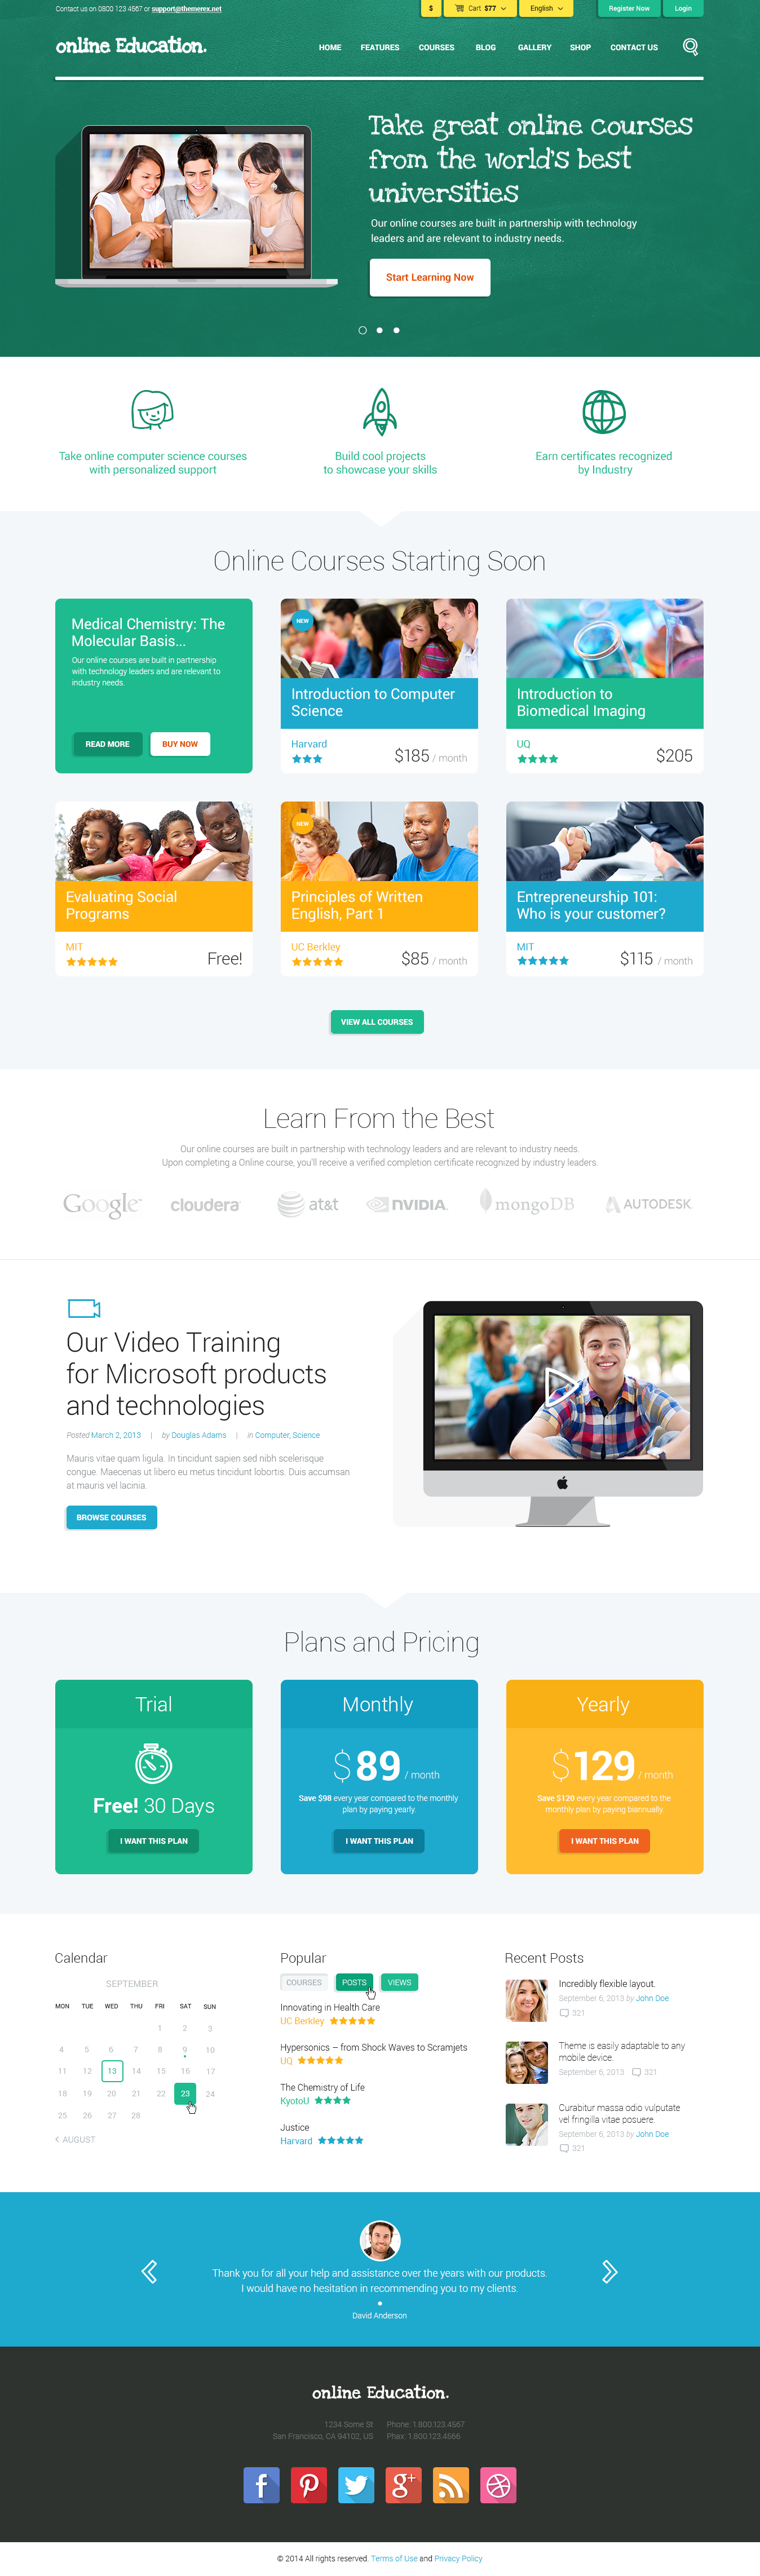 Contact us on 0800 123 4567 or support@themerex.net
$
Cart $77
English
Register Now
Login
online Education.
HOME
FEATURES
COURSES
BLOG
GALLERY
SHOP
CONTACT US
Take great online courses
from the world's best
universities
Our online courses are built in partnership with technology
leaders and are relevant to industry needs.
Start Learning Now
Take online computer science courses
with personalized support
Build cool projects
to showcase your skills
Earn certificates recognized
by Industry
Online Courses Starting Soon
Medical Chemistry: The
Molecular Basis...
Our online courses are built in partnership
with technology leaders and are relevant to
industry needs.
READ MORE
BUY NOW
NEW
Introduction to Computer
Science
Harvard
$185 / month
Introduction to
Biomedical Imaging
UQ
$205
Evaluating Social
Programs
MIT
Free!
NEW
Principles of Written
English, Part 1
UC Berkley
$85 / month
Entrepreneurship 101:
Who is your customer?
MIT
$115 / month
VIEW ALL COURSES
Learn From the Best
Our online courses are built in partnership with technology leaders and are relevant to industry needs.
Upon completing a Online course, you'll receive a verified completion certificate recognized by industry leaders.
Google
cloudera
at&t
NVIDIA.
mongoDB
AUTODESK
Our Video Training
for Microsoft products
and technologies
Posted March 2, 2013 | by Douglas Adams | in Computer, Science
Mauris vitae quam ligula. In tincidunt sapien sed nibh scelerisque
congue. Maecenas ut libero eu metus tincidunt lobortis. Duis accumsan
at mauris vel lacinia.
BROWSE COURSES
Plans and Pricing
Trial
Free! 30 Days
I WANT THIS PLAN
Monthly
$89 / month
Save $98 every year compared to the monthly
plan by paying yearly.
I WANT THIS PLAN
Yearly
$129 / month
Save $120 every year compared to the
monthly plan by paying biannually.
I WANT THIS PLAN
Calendar
SEPTEMBER
MON TUE WED THU FRI SAT SUN
1 2 3
4 5 6 7 8 9 10
11 12 13 14 15 16 17
18 19 20 21 22 23 24
25 26 27 28
AUGUST
Popular
COURSES
POSTS
VIEWS
Innovating in Health Care
UC Berkley
Hypersonics – from Shock Waves to Scramjets
UQ
The Chemistry of Life
KyotoU
Justice
Harvard
Recent Posts
Incredibly flexible layout.
September 6, 2013 by John Doe
321
Theme is easily adaptable to any
mobile device.
September 6, 2013 321
Curabitur massa odio vulputate
vel fringilla vitae posuere.
September 6, 2013 by John Doe
321
Thank you for all your help and assistance over the years with our products.
I would have no hesitation in recommending you to my clients.
David Anderson
online Education.
1234 Some St
San Francisco, CA 94102, US
Phone: 1.800.123.4567
Phax: 1.800.123.4566
© 2014 All rights reserved. Terms of Use and Privacy Policy